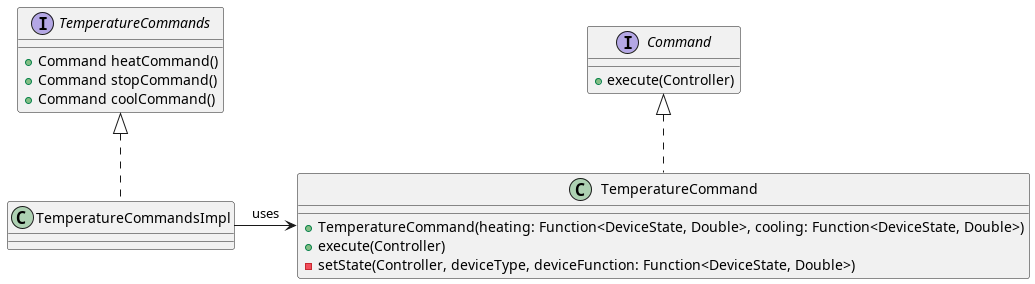 I TemperatureCommands
Command heatCommand()
Command stopCommand()
Command coolCommand()
I Command
execute(Controller)
C TemperatureCommandsImpl
uses
C TemperatureCommand
TemperatureCommand(heating: Function<DeviceState, Double>, cooling: Function<DeviceState, Double>)
execute(Controller)
setState(Controller, deviceType, deviceFunction: Function<DeviceState, Double>)